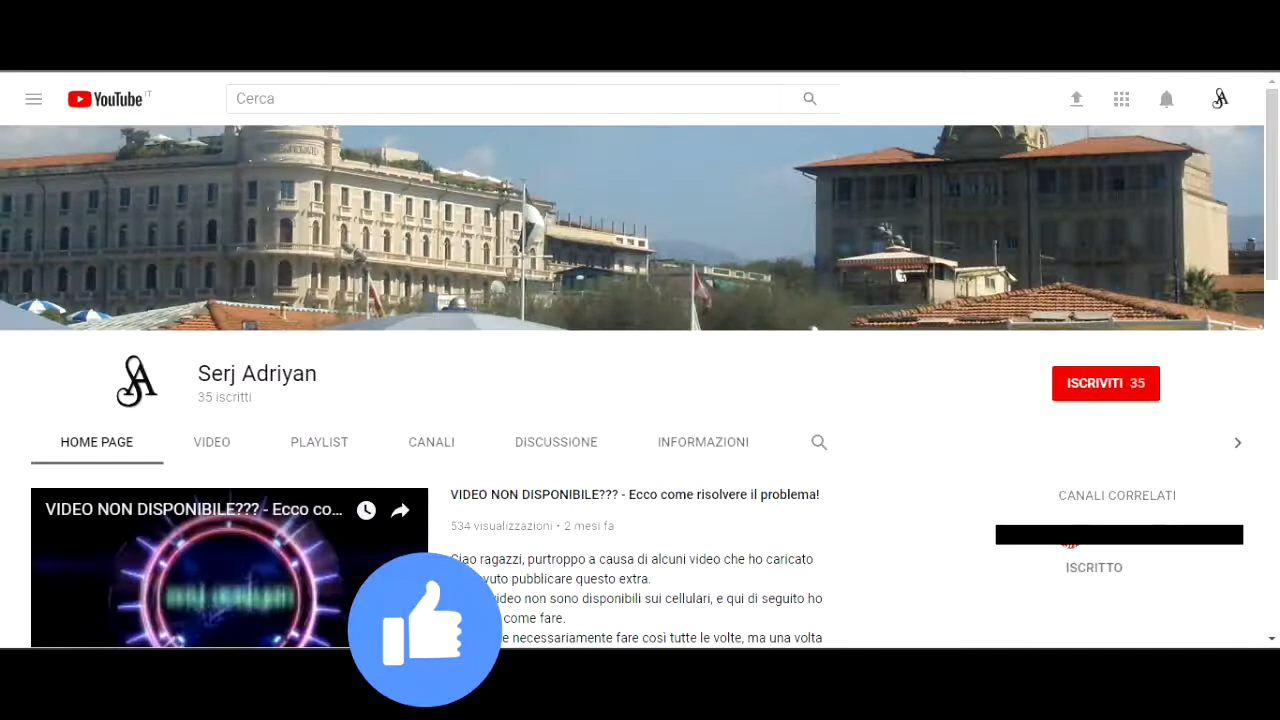 YouTube IT
Cerca
Serj Adriyan
35 iscritti
ISCRIVITI 35
HOME PAGE
VIDEO
PLAYLIST
CANALI
DISCUSSIONE
INFORMAZIONI
VIDEO NON DISPONIBILE??? - Ecco co...
VIDEO NON DISPONIBILE??? - Ecco come risolvere il problema!
534 visualizzazioni • 2 mesi fa
Ciao ragazzi, purtroppo a causa di alcuni video che ho caricato
pubblicare questo extra.
non sono disponibili sui cellulari, e qui di seguito ho
come fare.
necessariamente fare così tutte le volte, ma una volta
CANALI CORRELATI
ISCRITTO